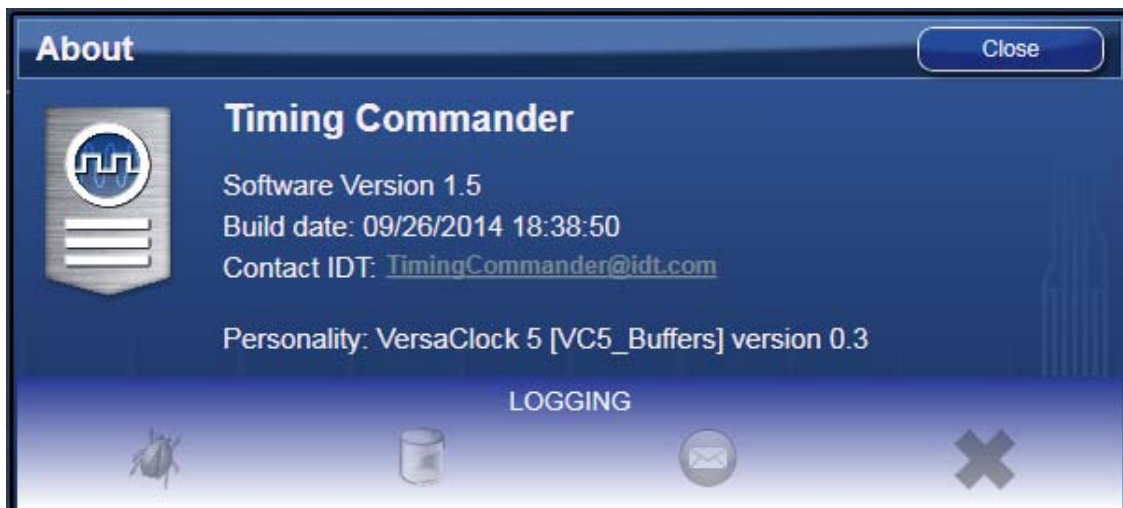 About
Close
Timing Commander
Software Version 1.5
Build date: 09/26/2014 18:38:50
Contact IDT: TimingCommander@idt.com
Personality: VersaClock 5 [VC5_Buffers] version 0.3
LOGGING